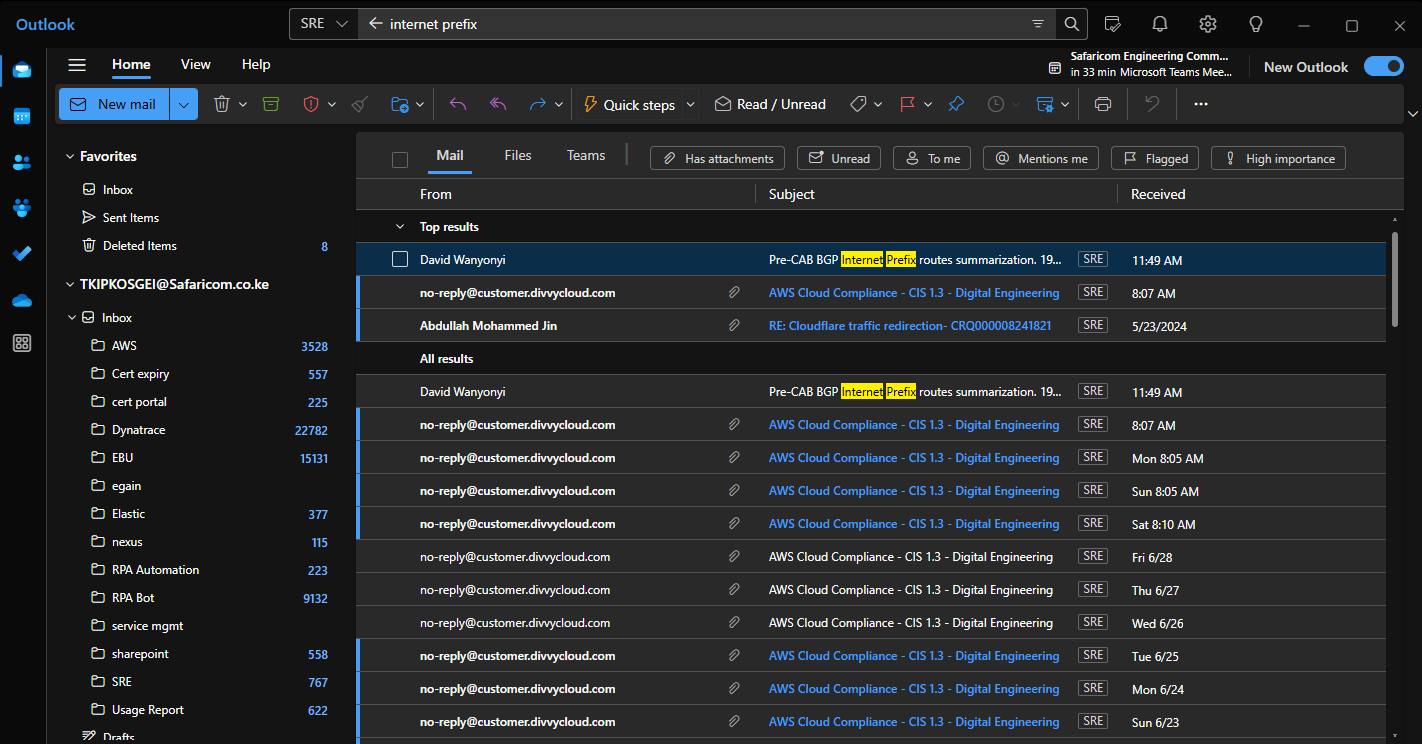 Outlook
SRE
internet prefix
Home View Help
Safaricom Engineering Comm...
in 33 min Microsoft Teams Mee...
New Outlook
New mail
Quick steps
Read / Unread
Favorites
Inbox
Sent Items
Deleted Items 8
TKIPKOSGEI@Safaricom.co.ke
Inbox
AWS 3528
Cert expiry 557
cert portal 225
Dynatrace 22782
EBU 15131
egain
Elastic 377
nexus 115
RPA Automation 223
RPA Bot 9132
service mgmt
sharepoint 558
SRE 767
Usage Report 622
Drafts
Mail Files Teams Has attachments Unread To me Mentions me Flagged High importance
From Subject Received
Top results
David Wanyonyi Pre-CAB BGP Internet Prefix routes summarization. 19... SRE 11:49 AM
no-reply@customer.divvycloud.com AWS Cloud Compliance - CIS 1.3 - Digital Engineering SRE 8:07 AM
Abdullah Mohammed Jin RE: Cloudflare traffic redirection- CRQ000008241821 SRE 5/23/2024
All results
David Wanyonyi Pre-CAB BGP Internet Prefix routes summarization. 19... SRE 11:49 AM
no-reply@customer.divvycloud.com AWS Cloud Compliance - CIS 1.3 - Digital Engineering SRE 8:07 AM
no-reply@customer.divvycloud.com AWS Cloud Compliance - CIS 1.3 - Digital Engineering SRE Mon 8:05 AM
no-reply@customer.divvycloud.com AWS Cloud Compliance - CIS 1.3 - Digital Engineering SRE Sun 8:05 AM
no-reply@customer.divvycloud.com AWS Cloud Compliance - CIS 1.3 - Digital Engineering SRE Sat 8:10 AM
no-reply@customer.divvycloud.com AWS Cloud Compliance - CIS 1.3 - Digital Engineering SRE Fri 6/28
no-reply@customer.divvycloud.com AWS Cloud Compliance - CIS 1.3 - Digital Engineering SRE Thu 6/27
no-reply@customer.divvycloud.com AWS Cloud Compliance - CIS 1.3 - Digital Engineering SRE Wed 6/26
no-reply@customer.divvycloud.com AWS Cloud Compliance - CIS 1.3 - Digital Engineering SRE Tue 6/25
no-reply@customer.divvycloud.com AWS Cloud Compliance - CIS 1.3 - Digital Engineering SRE Mon 6/24
no-reply@customer.divvycloud.com AWS Cloud Compliance - CIS 1.3 - Digital Engineering SRE Sun 6/23